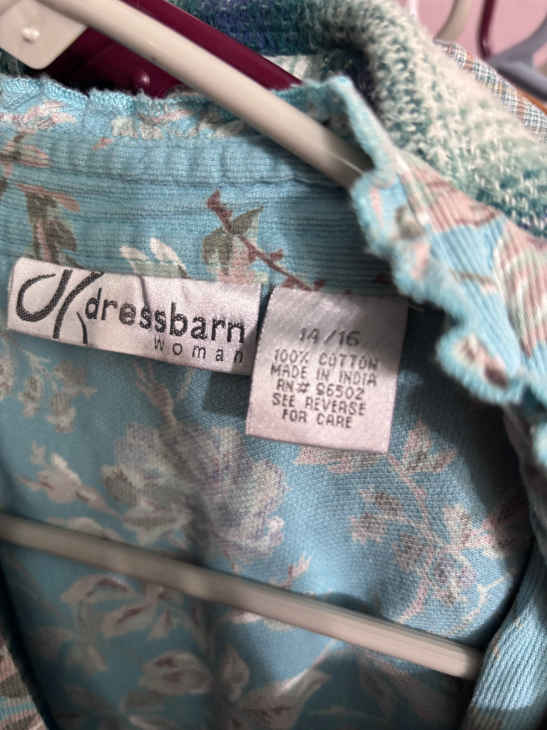 dressbarn
woman
14/16
100% COTTON
MADE IN INDIA
RN# 96502
SEE REVERSE
FOR CARE